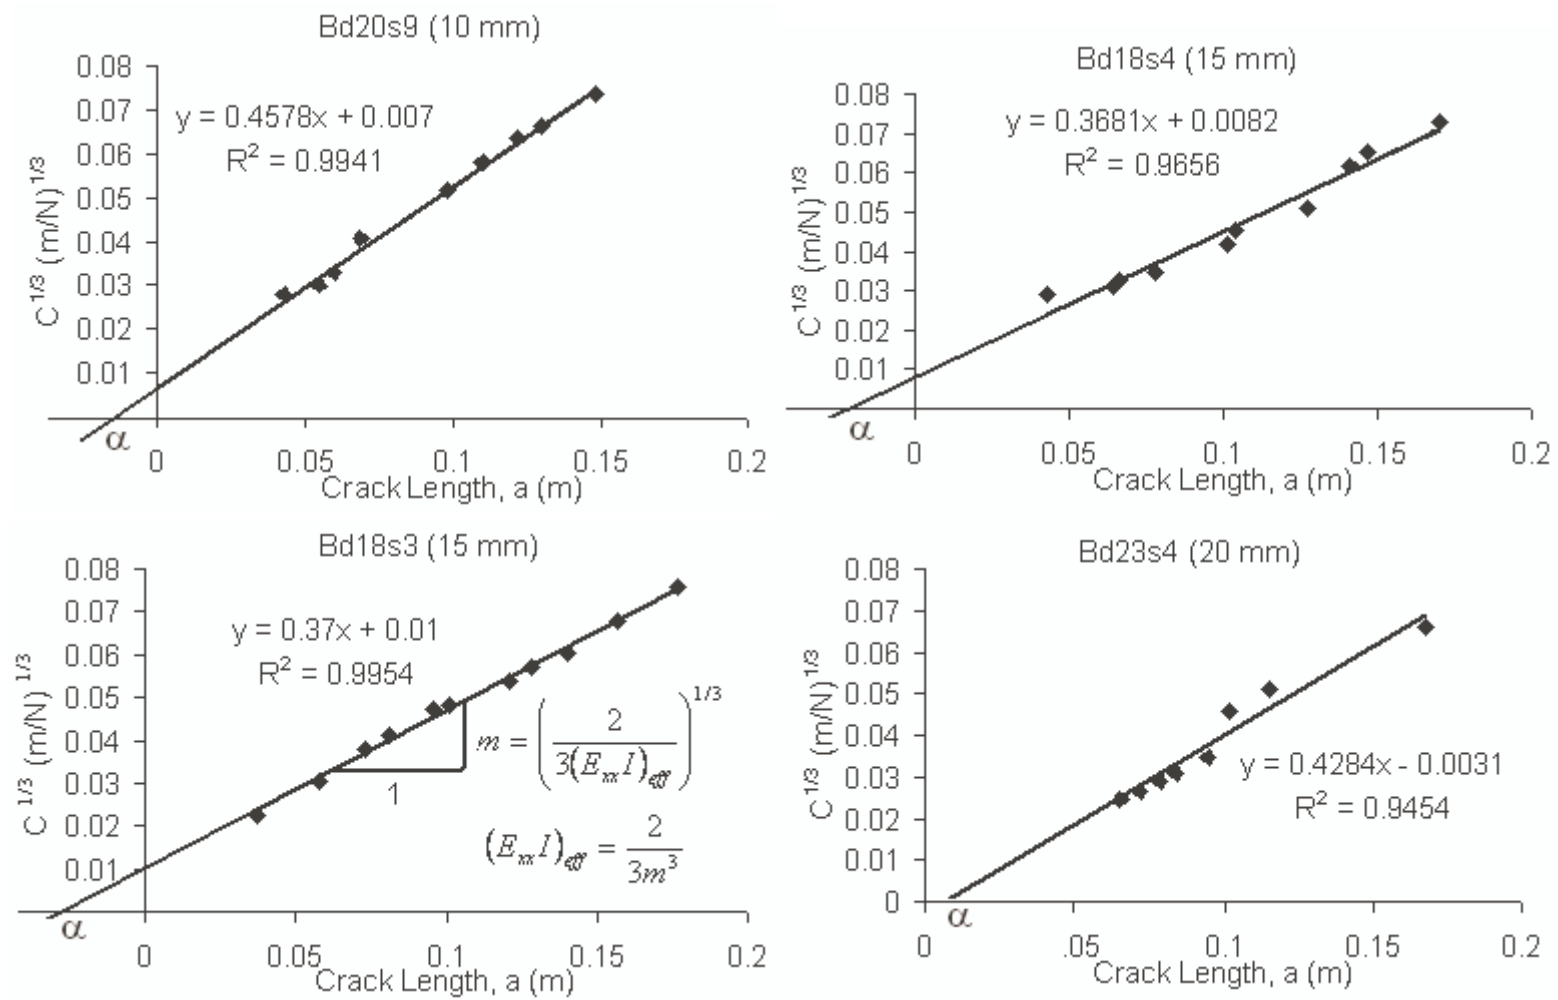 Bd20s9 (10 mm)
y = 0.4578x + 0.007
R² = 0.9941
C^1/3 (m/N)^1/3
0.08
0.07
0.06
0.05
0.04
0.03
0.02
0.01
α
0 0.05 0.1 0.15 0.2
Crack Length, a (m)
Bd18s4 (15 mm)
y = 0.3681x + 0.0082
R² = 0.9656
C^1/3 (m/N)^1/3
0.08
0.07
0.06
0.05
0.04
0.03
0.02
0.01
α
0 0.05 0.1 0.15 0.2
Crack Length, a (m)
Bd18s3 (15 mm)
y = 0.37x + 0.01
R² = 0.9954
C^1/3 (m/N)^1/3
0.08
0.07
0.06
0.05
0.04
0.03
0.02
0.01
1
m = (2 / 3(E_xx I)_eff)^1/3
(E_xx I)_eff = 2 / 3m³
α
0 0.05 0.1 0.15 0.2
Crack Length, a (m)
Bd23s4 (20 mm)
y = 0.4284x - 0.0031
R² = 0.9454
C^1/3 (m/N)^1/3
0.08
0.07
0.06
0.05
0.04
0.03
0.02
0.01
0
α
0 .05 0.1 0.15 0.2
Crack Length, a (m)